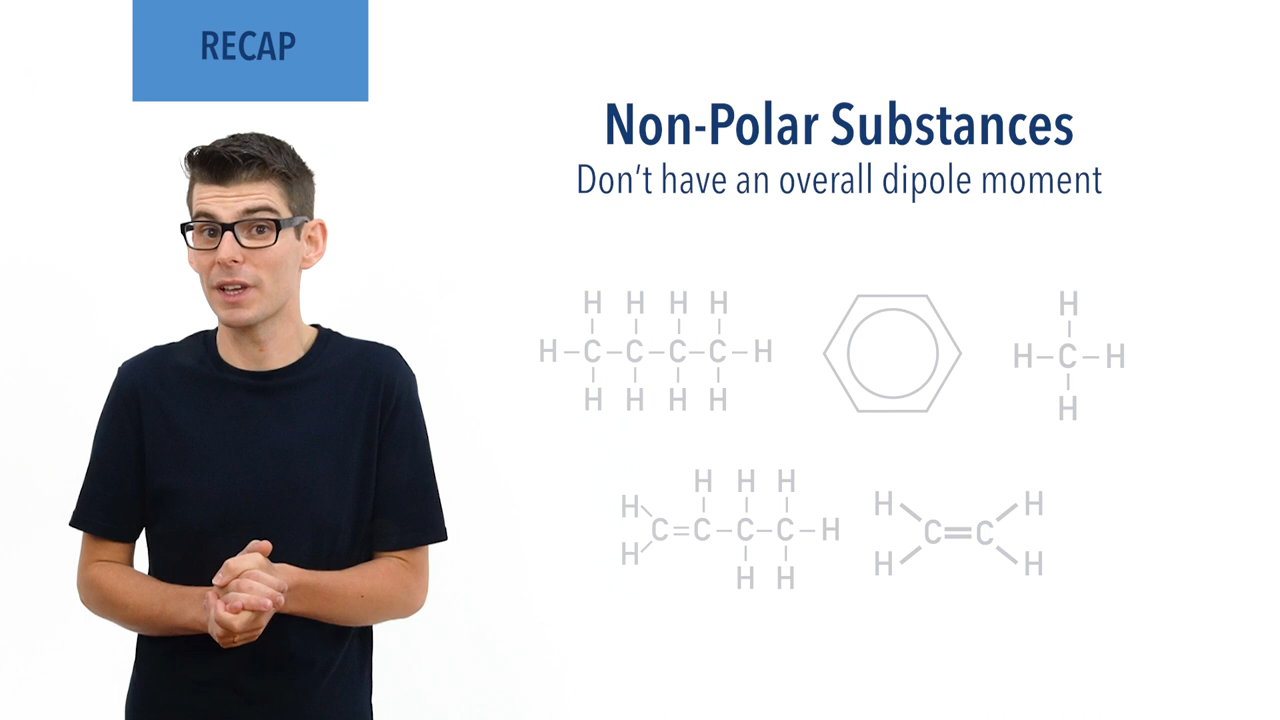 RECAP
Non-Polar Substances
Don't have an overall dipole moment
H H H H
H–C–C–C–C–H
H H H H
H
H–C–H
H
H H H
H
C=C–C–C–H
H
H H
H H
C=C
H H